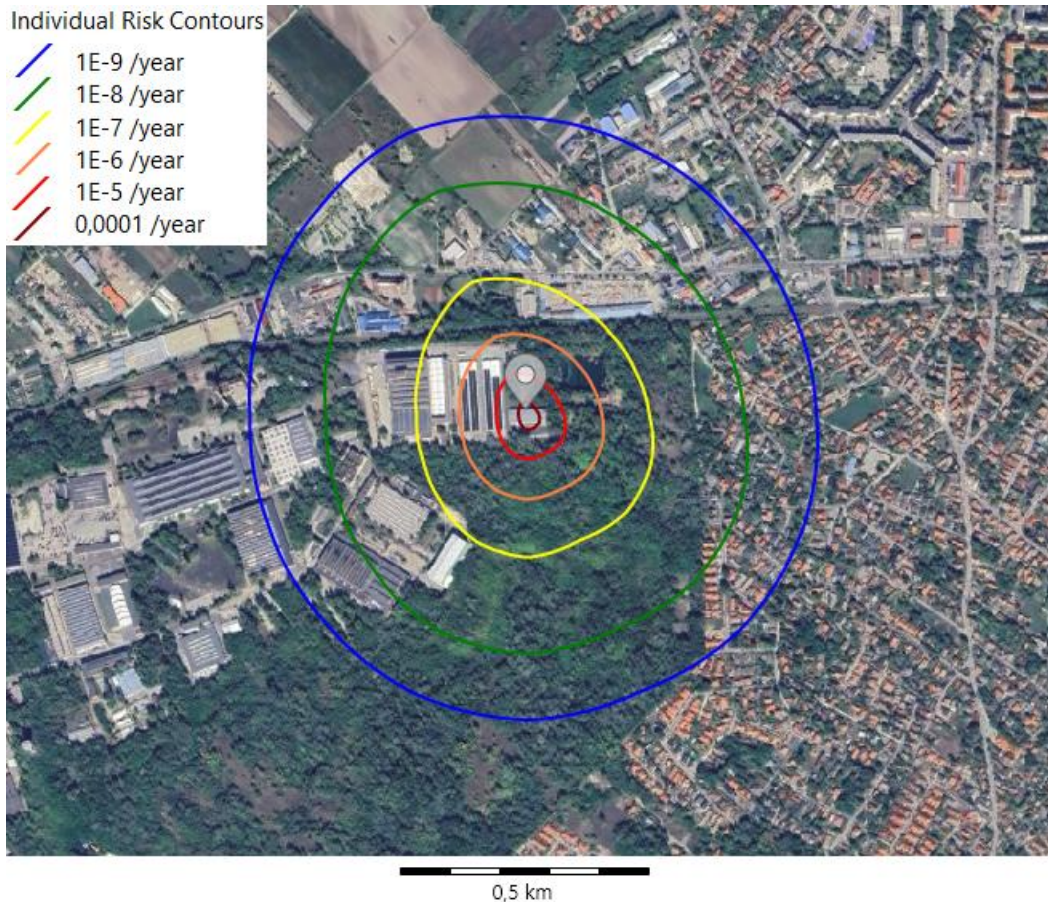 Individual Risk Contours
1E-9 /year
1E-8 /year
1E-7 /year
1E-6 /year
1E-5 /year
0,0001 /year
0,5 km